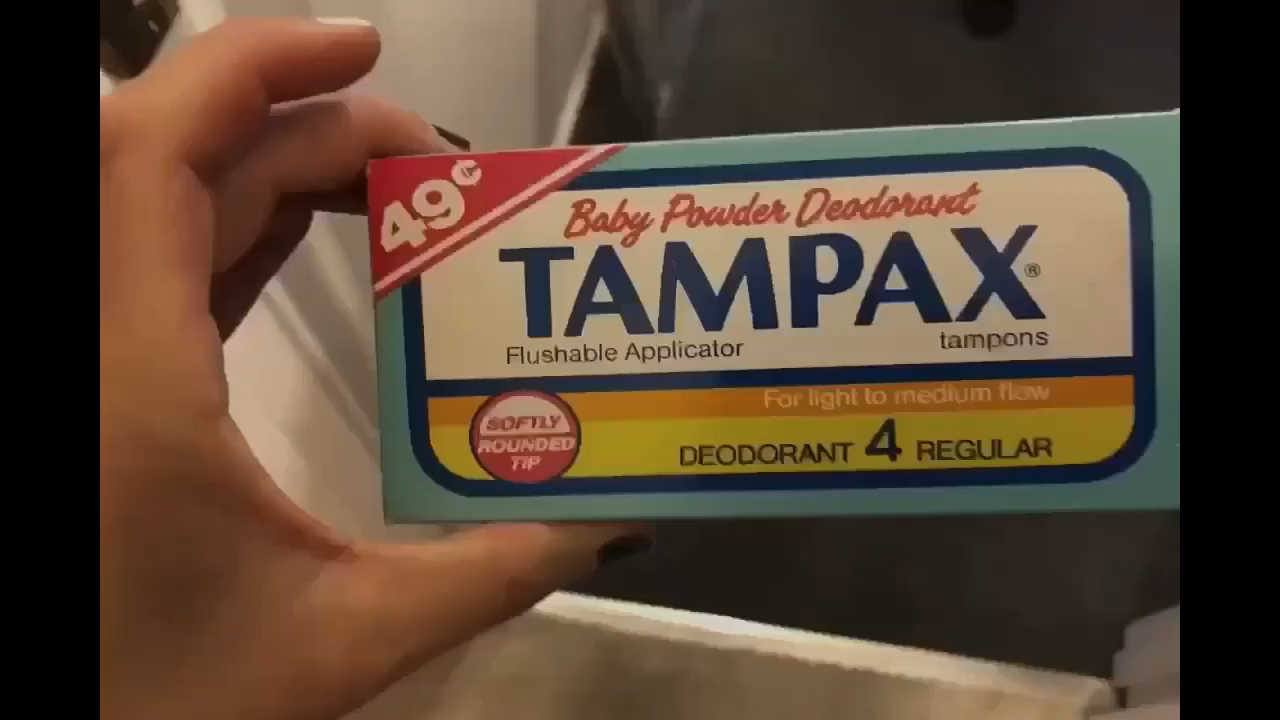 49¢
Baby Powder Deodorant
TAMPAX®
Flushable Applicator
tampons
For light to medium flow
SOFTLY
ROUNDED
TIP
DEODORANT 4 REGULAR